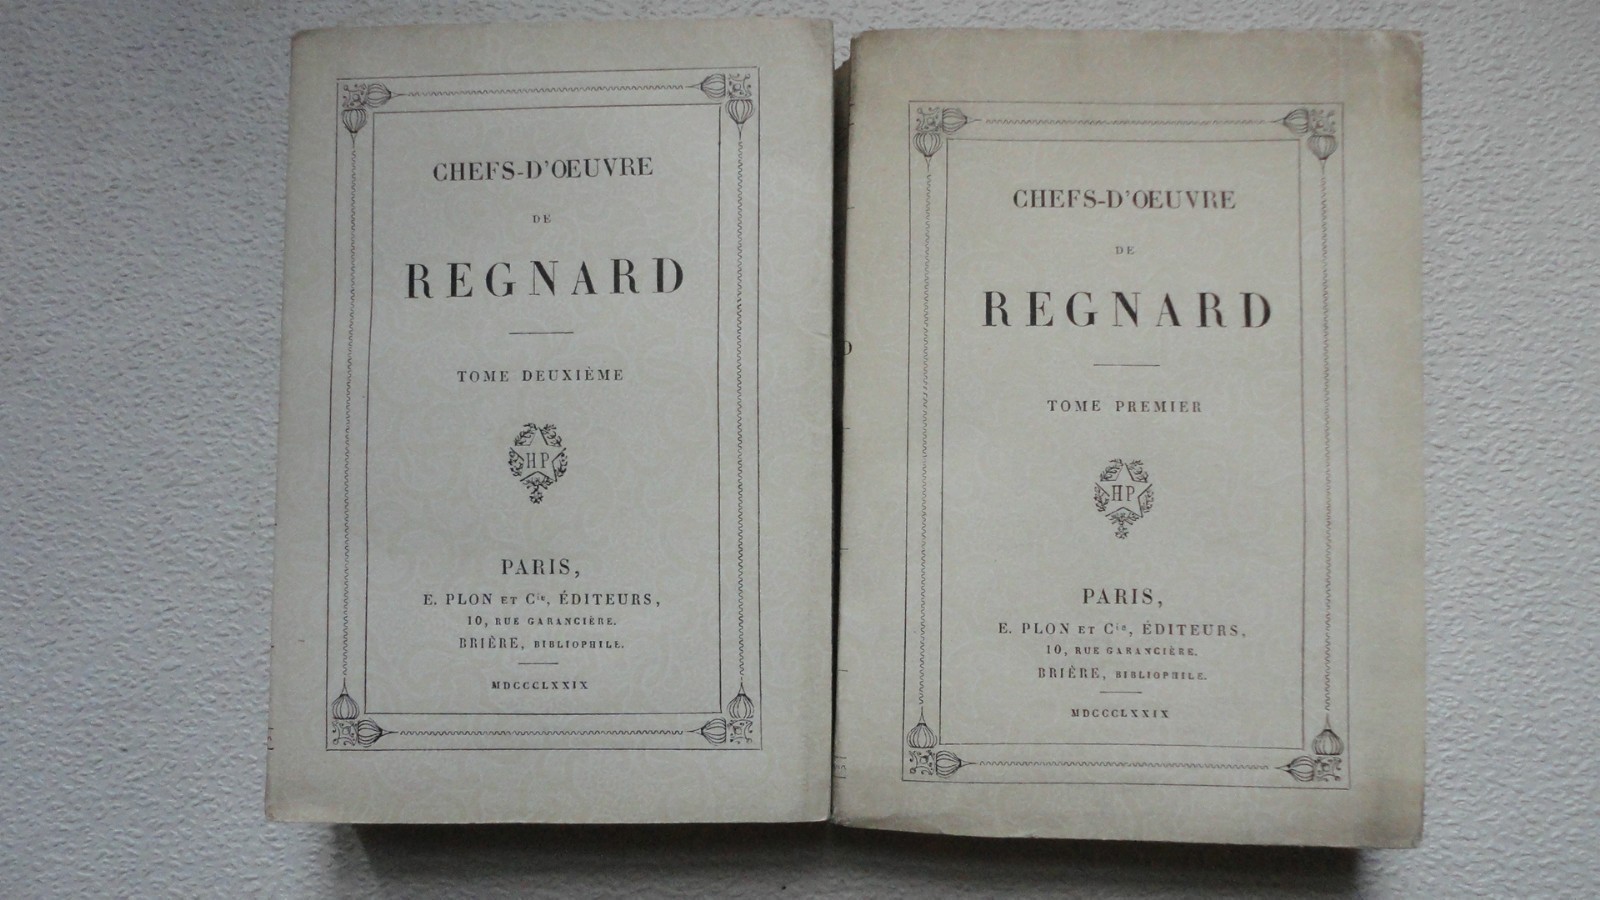 CHEFS-D'OEUVRE
DE
REGNARD
TOME DEUXIÈME
HP
PARIS,
E. PLON ET Cie, ÉDITEURS,
10, RUE GARANCIÈRE.
BRIÈRE, BIBLIOPHILE.
MDCCCLXXIX
CHEFS-D'OEUVRE
DE
REGNARD
TOME PREMIER
HP
PARIS,
E. PLON ET Cie, ÉDITEURS,
10, RUE GARANCIÈRE.
BRIÈRE, BIBLIOPHILE.
MDCCCLXXIX